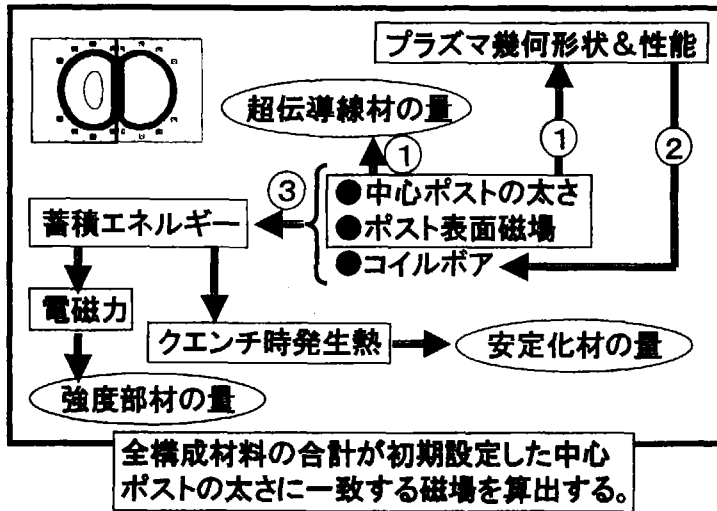 プラズマ幾何形状&性能
超伝導線材の量
①
①
②
③
●中心ポストの太さ
●ポスト表面磁場
●コイルボア
蓄積エネルギー
電磁力
クエンチ時発生熱
安定化材の量
強度部材の量
全構成材料の合計が初期設定した中心
ポストの太さに一致する磁場を算出する。